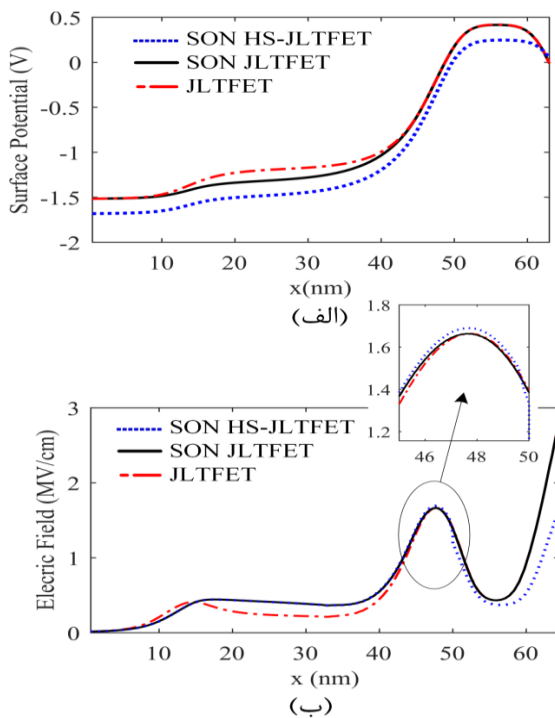 0.5
0
-0.5
-1
-1.5
-2
Surface Potential (V)
SON HS-JLTFET
SON JLTFET
JLTFET
10 20 30 40 50 60
x(nm)
(الف)
1.8
1.6
1.4
1.2
46 48 50
3
2
1
0
Elecric Field (MV/cm)
SON HS-JLTFET
SON JLTFET
JLTFET
10 20 30 40 50 60
x (nm)
(ب)